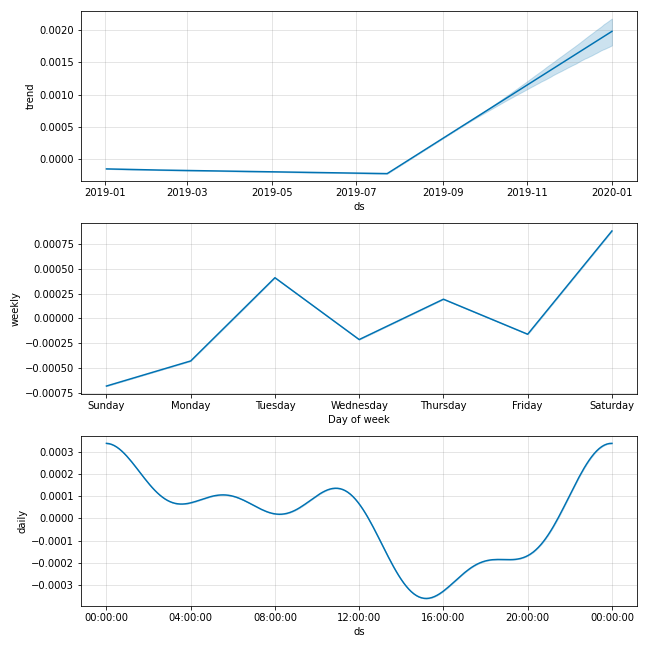 0.0020
0.0015
0.0010
0.0005
0.0000
trend
2019-01 2019-03 2019-05 2019-07 2019-09 2019-11 2020-01
ds
0.00075
0.00050
0.00025
0.00000
−0.00025
−0.00050
−0.00075
weekly
Sunday Monday Tuesday Wednesday Thursday Friday Saturday
Day of week
0.0003
0.0002
0.0001
0.0000
−0.0001
−0.0002
−0.0003
daily
00:00:00 04:00:00 08:00:00 12:00:00 16:00:00 20:00:00 00:00:00
ds